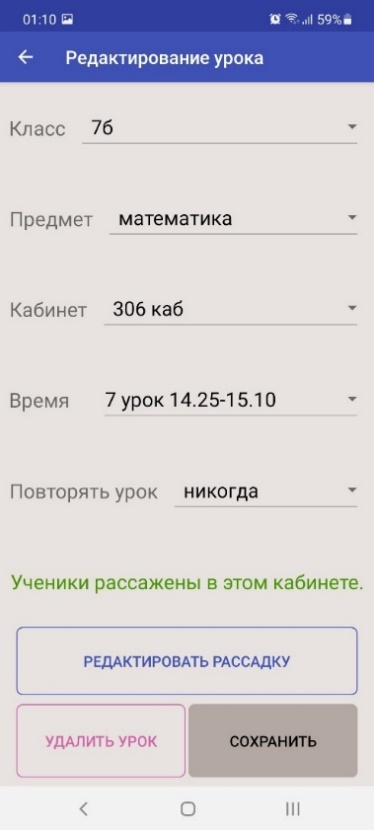 01:10 59%
Редактирование урока
Класс 7б
Предмет математика
Кабинет 306 каб
Время 7 урок 14.25-15.10
Повторять урок никогда
Ученики рассажены в этом кабинете.
РЕДАКТИРОВАТЬ РАССАДКУ
УДАЛИТЬ УРОК СОХРАНИТЬ